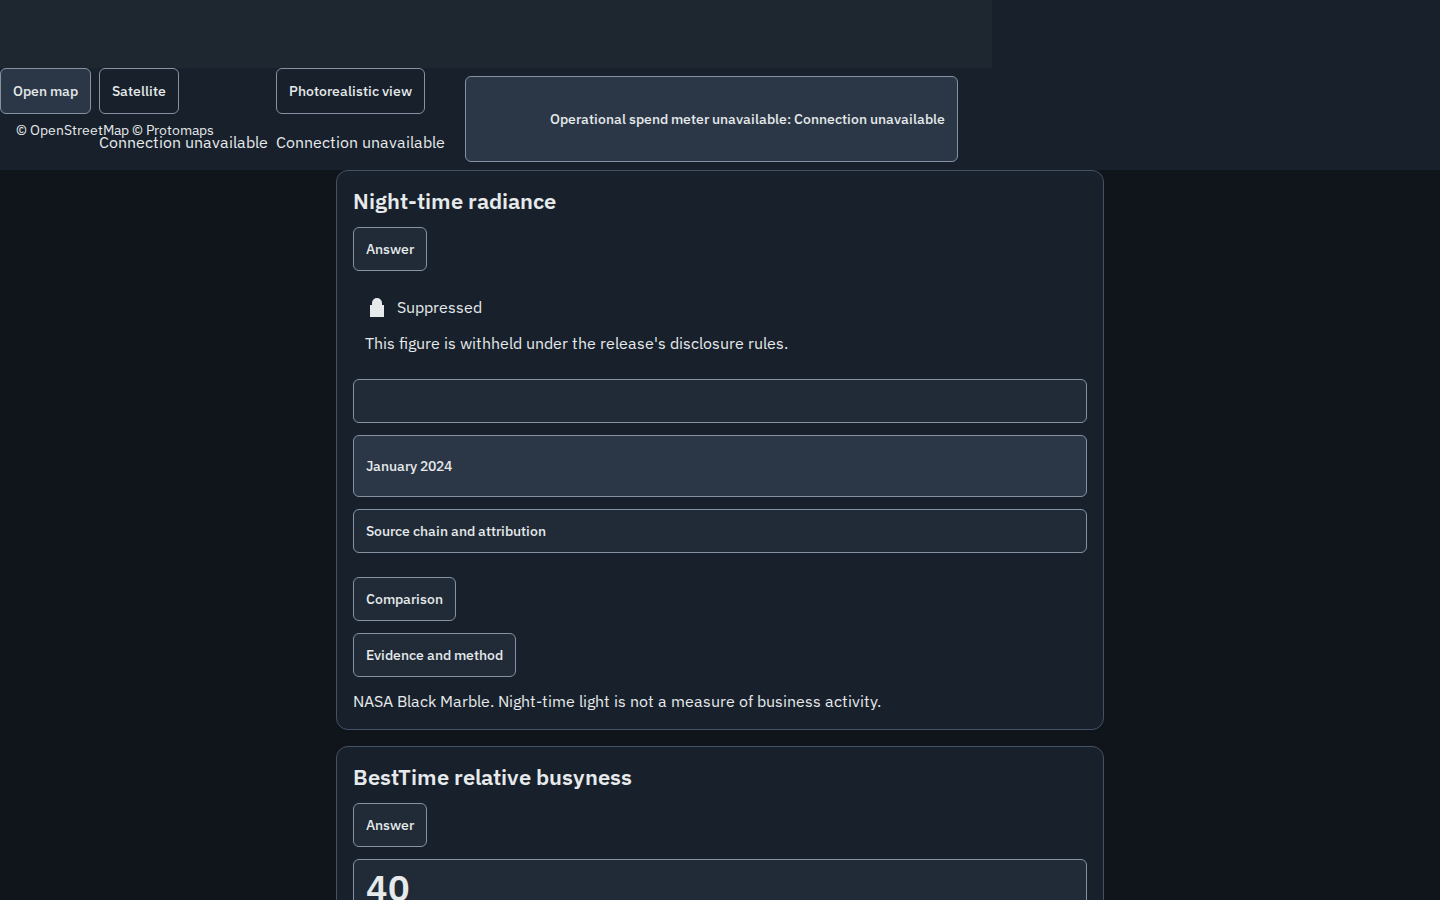 Open map
Satellite
Photorealistic view
Operational spend meter unavailable: Connection unavailable
© OpenStreetMap © Protomaps
Connection unavailable
Connection unavailable
Night-time radiance
Answer
Suppressed
This figure is withheld under the release's disclosure rules.
January 2024
Source chain and attribution
Comparison
Evidence and method
NASA Black Marble. Night-time light is not a measure of business activity.
BestTime relative busyness
Answer
40